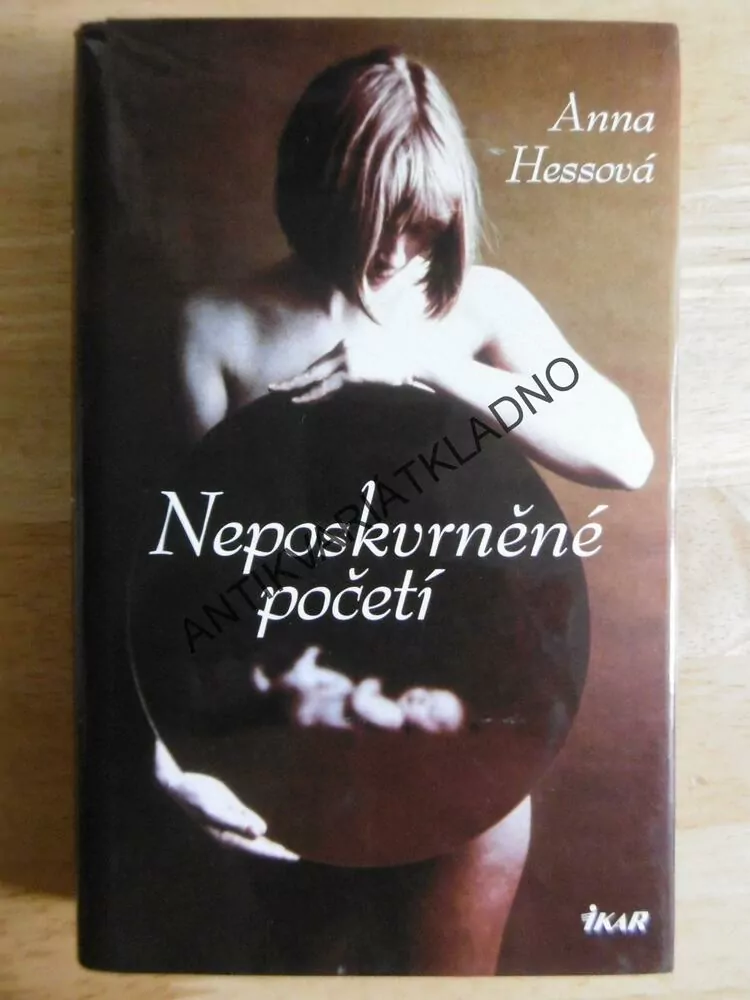 Anna
Hessová
Neposkvrněné
početí
ANTIKVARIATKLADNO
iKAR